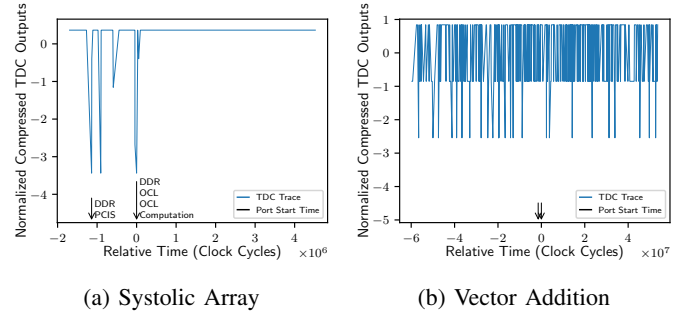 Normalized Compressed TDC Outputs
0
−1
−2
−3
−4
DDR
PCIS
DDR
OCL
OCL
Computation
TDC Trace
Port Start Time
−2 −1 0 1 2 3 4 5
Relative Time (Clock Cycles) ×10⁶
(a) Systolic Array
Normalized Compressed TDC Outputs
1
0
−1
−2
−3
−4
−5
TDC Trace
Port Start Time
−6 −4 −2 0 2 4
Relative Time (Clock Cycles) ×10⁷
(b) Vector Addition